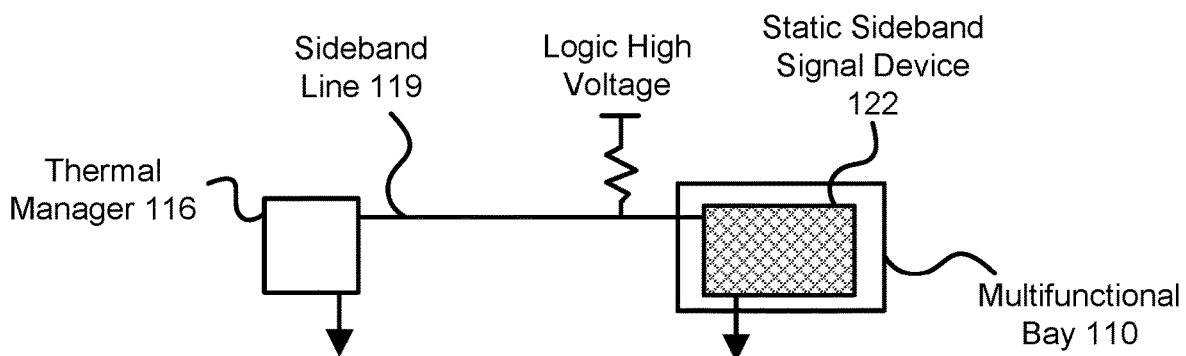 Sideband
Line 119
Logic High
Voltage
Static Sideband
Signal Device
122
Thermal
Manager 116
Multifunctional
Bay 110